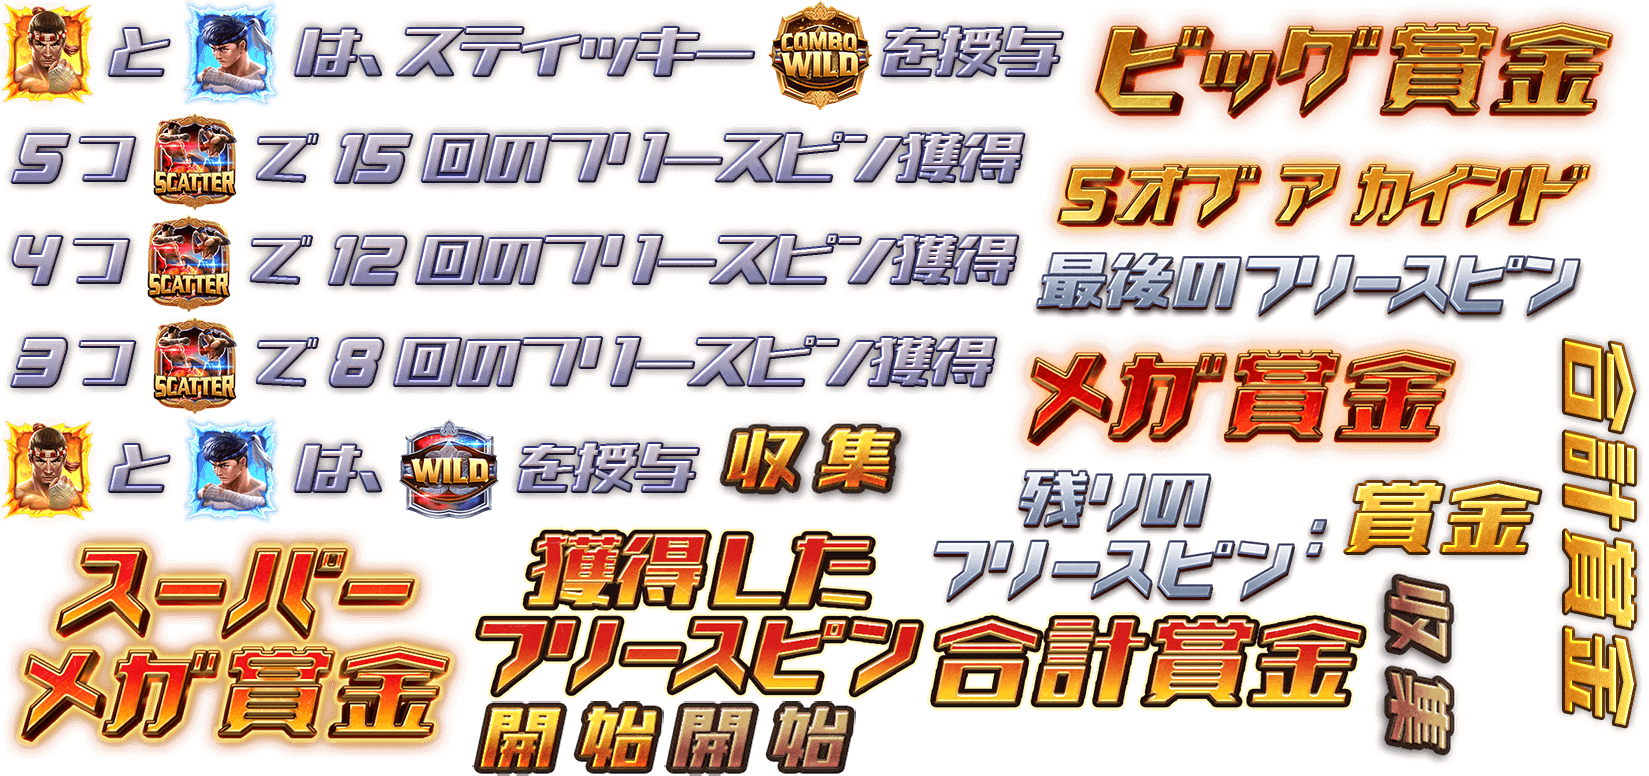 と は、スティッキー COMBO WILD を授与
5つ SCATTER で 15 回のフリースピン獲得
4つ SCATTER で 12 回のフリースピン獲得
3つ SCATTER で 8 回のフリースピン獲得
と は、 WILD を授与
収集
ビッグ賞金
5オブ ア カインド
最後のフリースピン
メガ賞金
残りの
フリースピン:
賞金
合計賞金
スーパー
メガ賞金
獲得した
フリースピン
開始
開始
合計賞金
収集